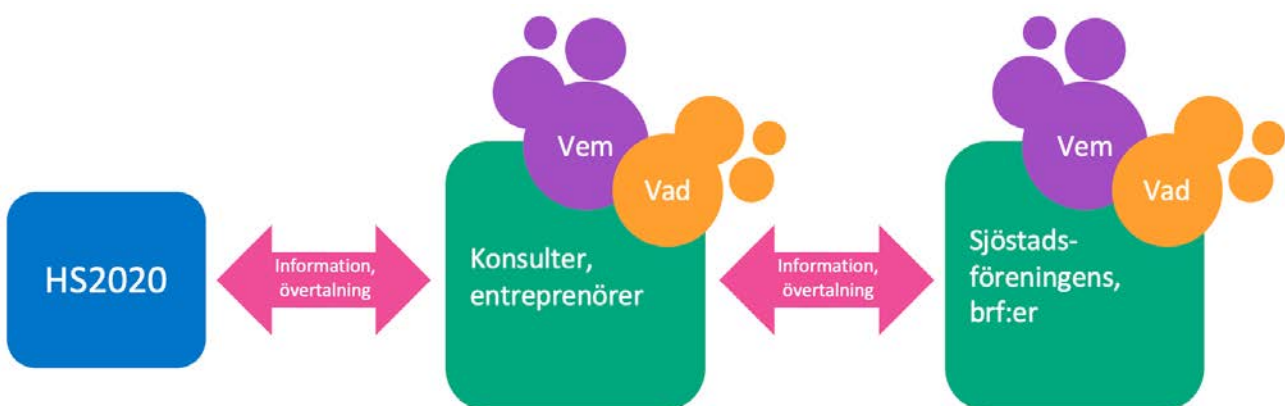 Vem
Vad
Vem
Vad
HS2020
Information,
övertalning
Konsulter,
entreprenörer
Information,
övertalning
Sjöstads-
föreningens,
brf:er